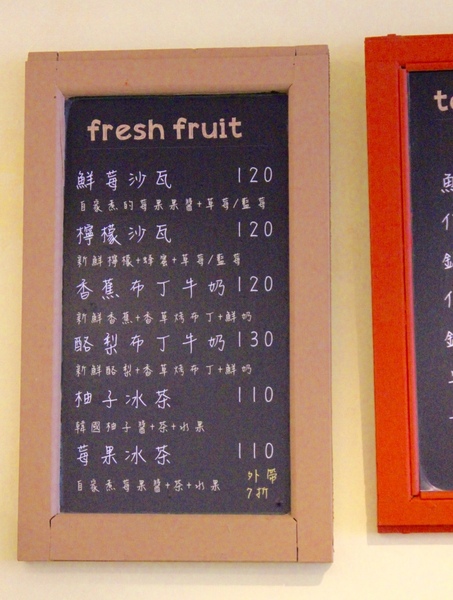 fresh fruit
鮮莓沙瓦 120
自家煮的莓果果醬+草莓/藍莓
檸檬沙瓦 120
新鮮檸檬+蜂蜜+草莓/藍莓
香蕉布丁牛奶 120
新鮮香蕉+香草烤布丁+鮮奶
酪梨布丁牛奶 130
新鮮酪梨+香草烤布丁+鮮奶
柚子冰茶 110
韓國柚子醬+茶+水果
莓果冰茶 110
自家煮莓果醬+茶+水果
外帶
7折